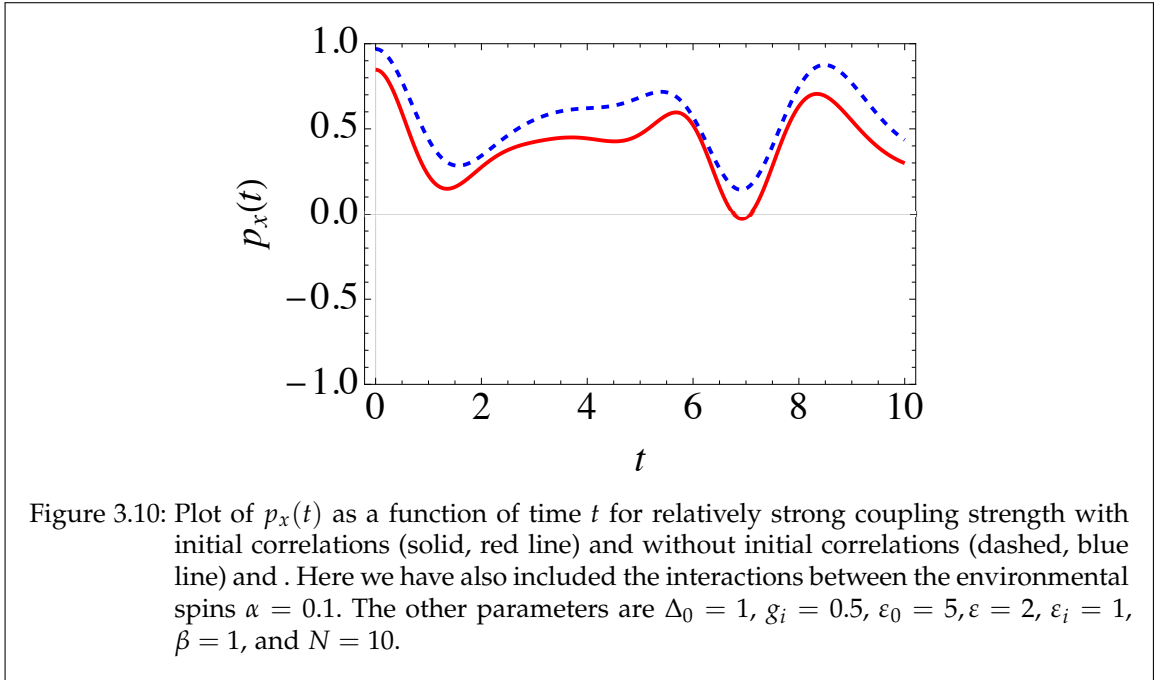 1.0
0.5
0.0
−0.5
−1.0
p_x(t)
0 2 4 6 8 10
t
Figure 3.10: Plot of p_x(t) as a function of time t for relatively strong coupling strength with
initial correlations (solid, red line) and without initial correlations (dashed, blue
line) and . Here we have also included the interactions between the environmental
spins α = 0.1. The other parameters are Δ_0 = 1, g_i = 0.5, ε_0 = 5, ε = 2, ε_i = 1,
β = 1, and N = 10.